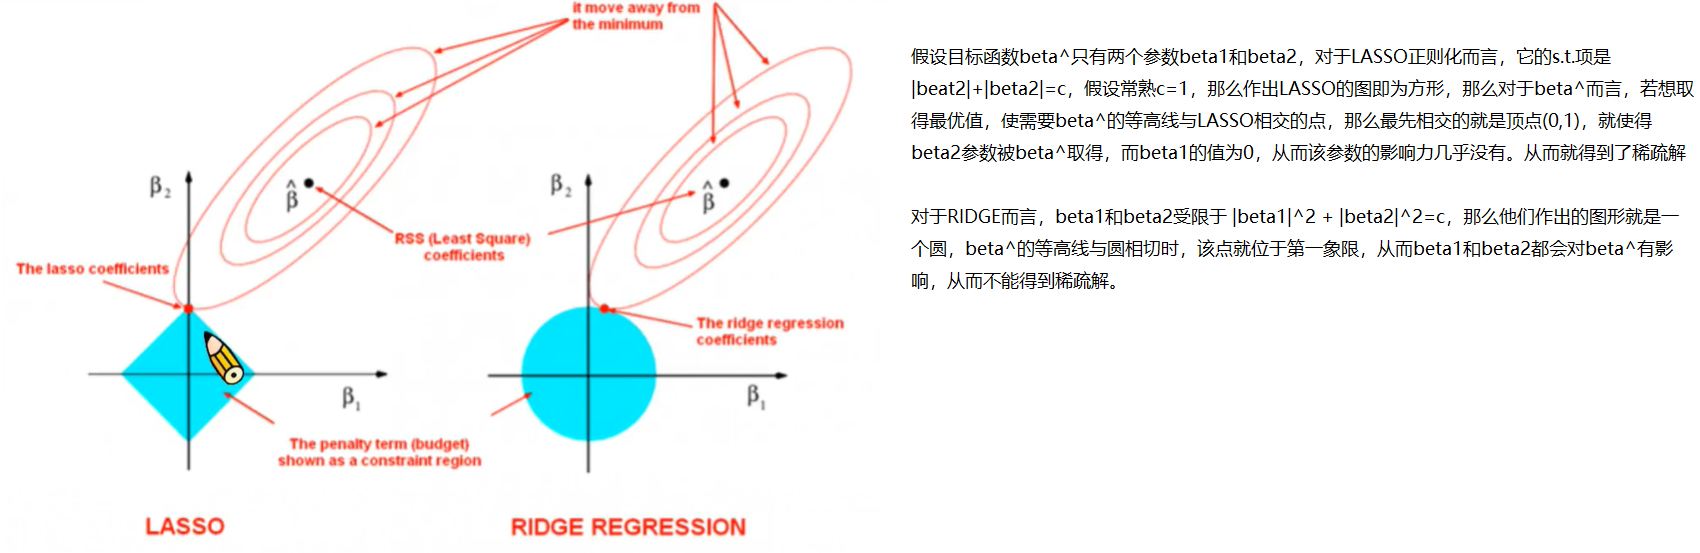 it move away from
the minimum
β₂
β̂
RSS (Least Square)
coefficients
The lasso coefficients
β₁
The penalty term (budget)
shown as a constraint region
LASSO
β₂
β̂
The ridge regression
coefficients
β₁
RIDGE REGRESSION
假设目标函数beta^只有两个参数beta1和beta2，对于LASSO正则化而言，它的s.t.项是
|beat2|+|beta2|=c，假设常熟c=1，那么作出LASSO的图即为方形，那么对于beta^而言，若想取
得最优值，使需要beta^的等高线与LASSO相交的点，那么最先相交的就是顶点(0,1)，就使得
beta2参数被beta^取得，而beta1的值为0，从而该参数的影响力几乎没有。从而就得到了稀疏解
对于RIDGE而言，beta1和beta2受限于 |beta1|^2 + |beta2|^2=c，那么他们作出的图形就是一
个圆，beta^的等高线与圆相切时，该点就位于第一象限，从而beta1和beta2都会对beta^有影
响，从而不能得到稀疏解。